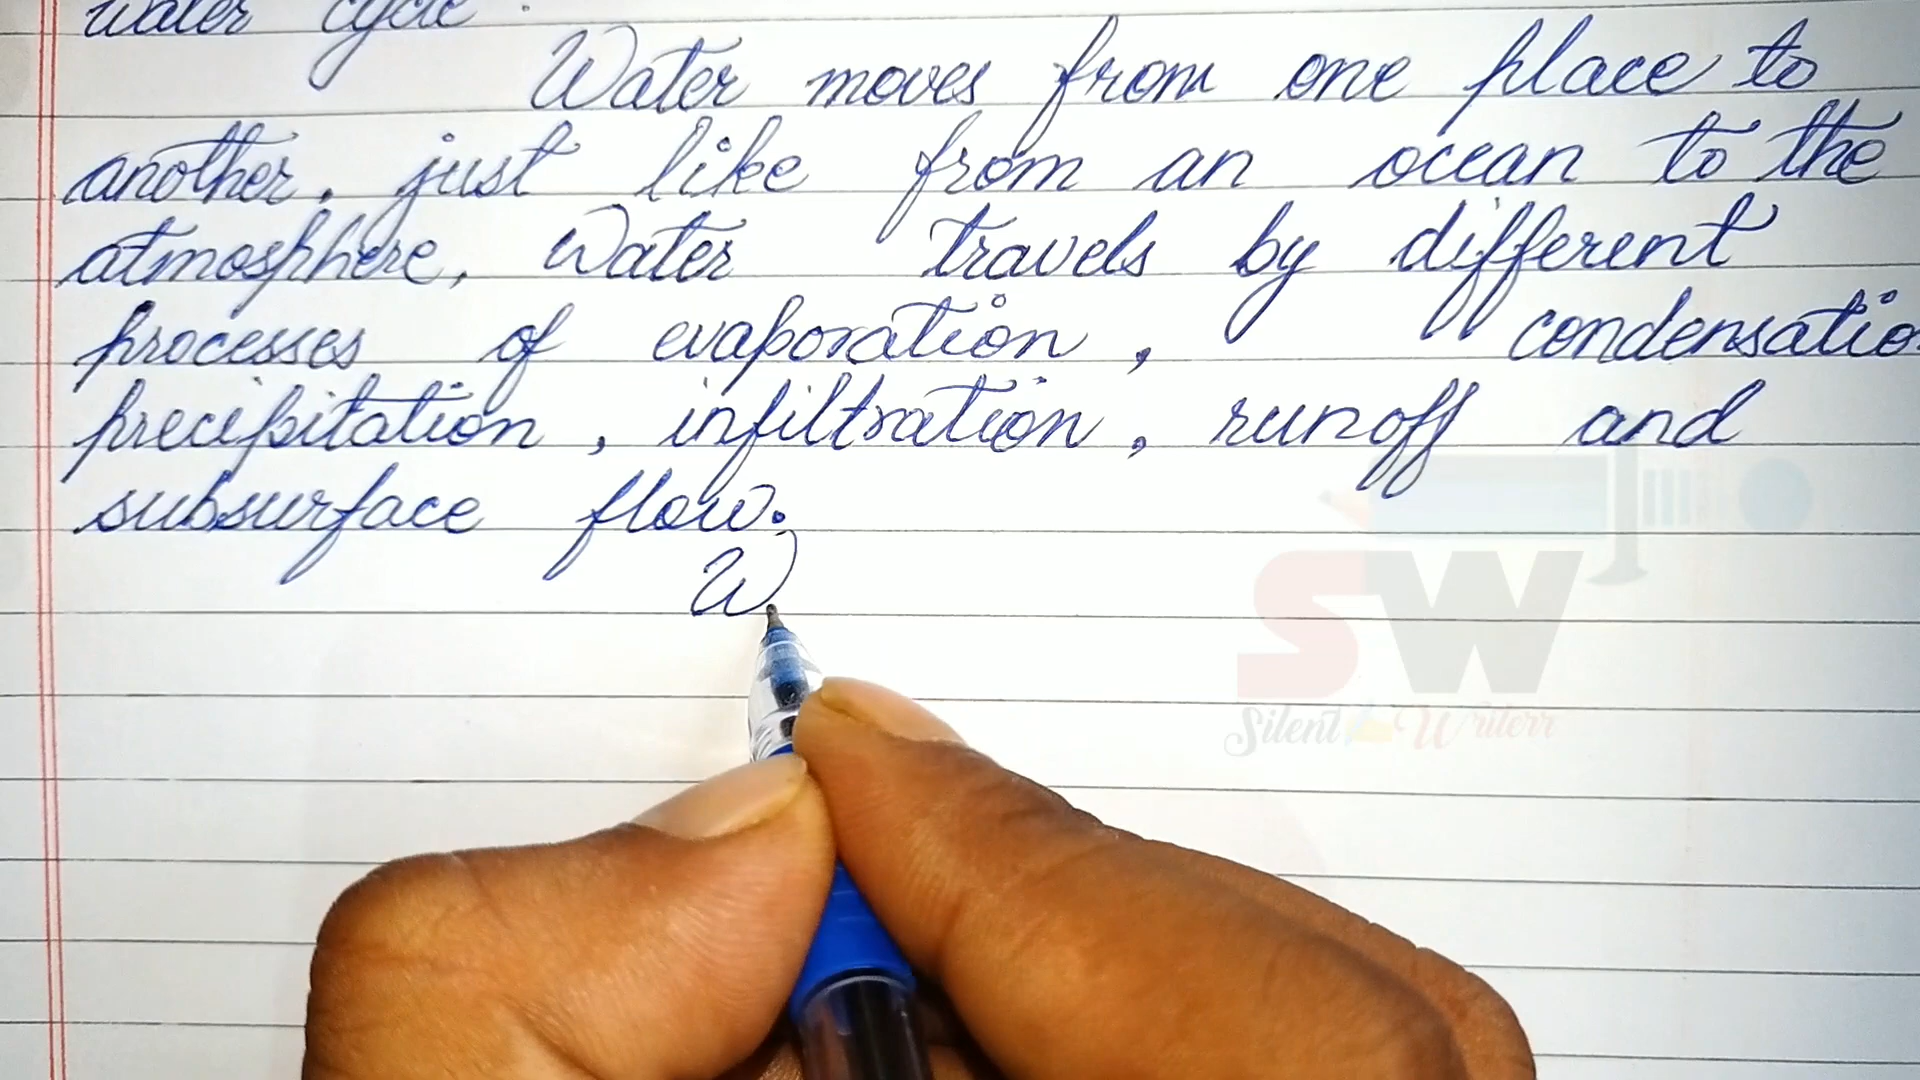 water cycle.
Water moves from one place to
another. just like from an ocean to the
atmosphere, Water travels by different
processes of evaporation, condensatio
precipitation, infiltration, runoff and
subsurface flow.
W
SW
Silent Writerr